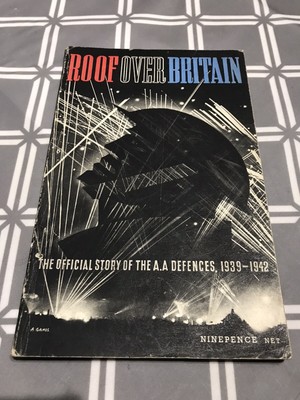 ROOF OVER BRITAIN
THE OFFICIAL STORY OF THE A.A DEFENCES, 1939-1942
A. GAMES
NINEPENCE NET